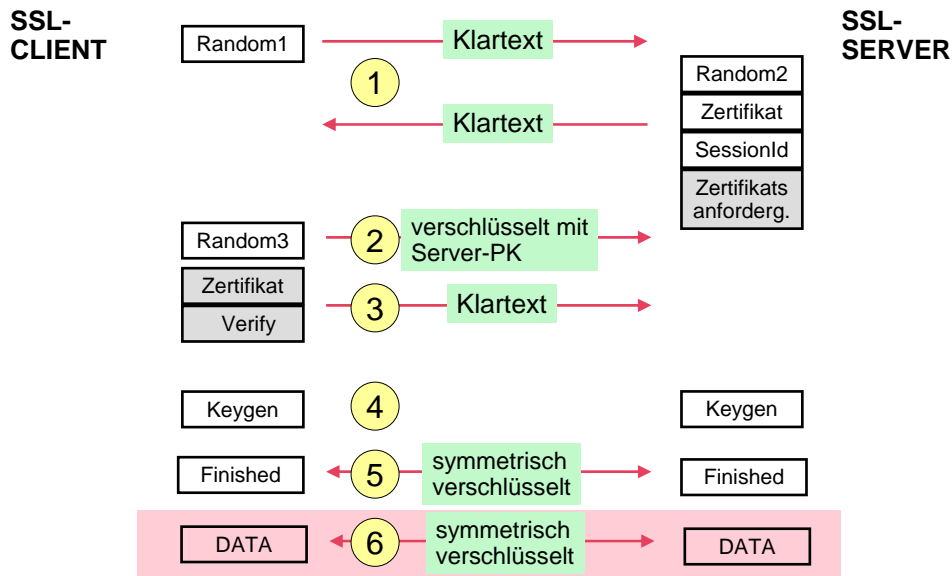 SSL-
CLIENT
SSL-
SERVER
Random1
Klartext
1
Random2
Zertifikat
SessionId
Zertifikats
anforderg.
Klartext
Random3
2
verschlüsselt mit
Server-PK
Zertifikat
Verify
3
Klartext
Keygen
4
Keygen
Finished
5
symmetrisch
verschlüsselt
Finished
DATA
6
symmetrisch
verschlüsselt
DATA